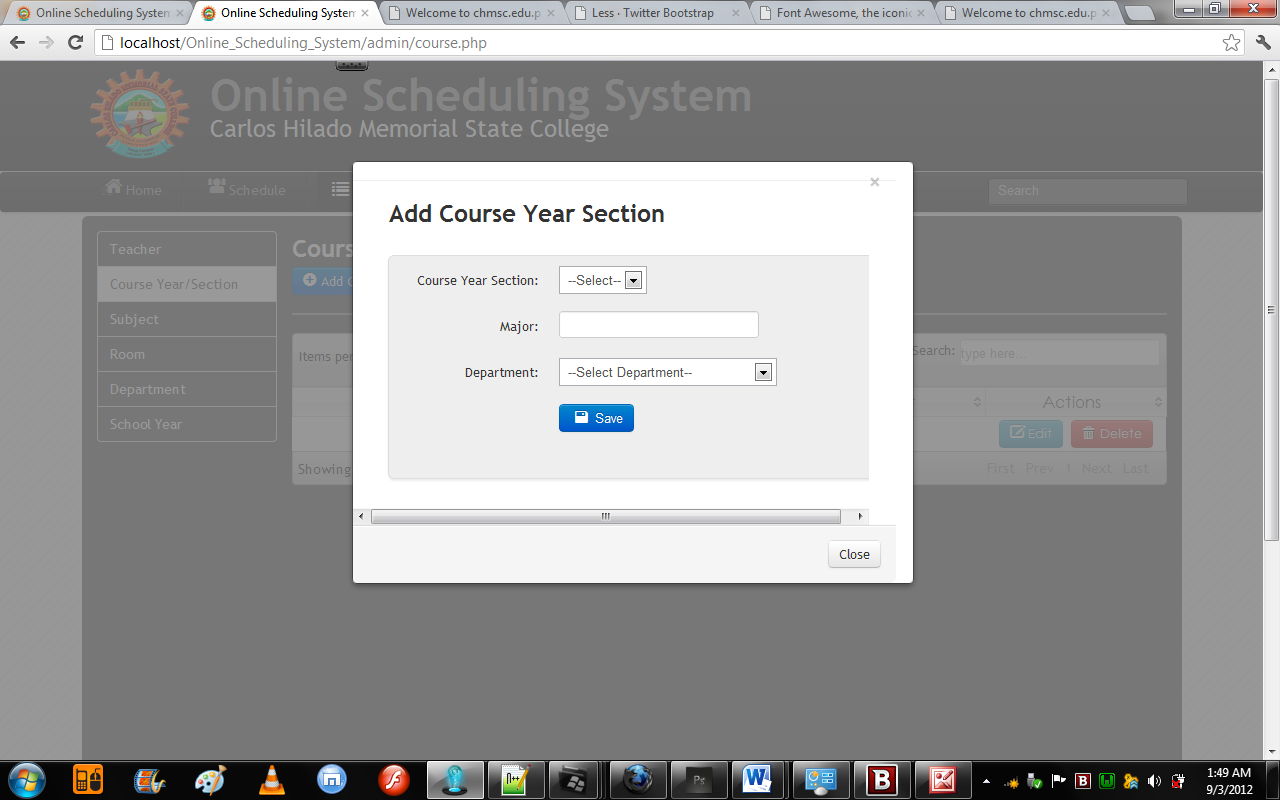 Online Scheduling System
Online Scheduling System
Welcome to chmsc.edu.p
Less · Twitter Bootstrap
Font Awesome, the iconic
Welcome to chmsc.edu.p
localhost/Online_Scheduling_System/admin/course.php
Online Scheduling System
Carlos Hilado Memorial State College
Home
Schedule
Search
Add Course Year Section
Course Year Section:
--Select--
Major:
Department:
--Select Department--
Save
Close
Teacher
Course Year/Section
Subject
Room
Department
School Year
Cours
Add C
Items per
Search:
type here...
Actions
Edit
Delete
Showing
First Prev 1 Next Last
1:49 AM
9/3/2012